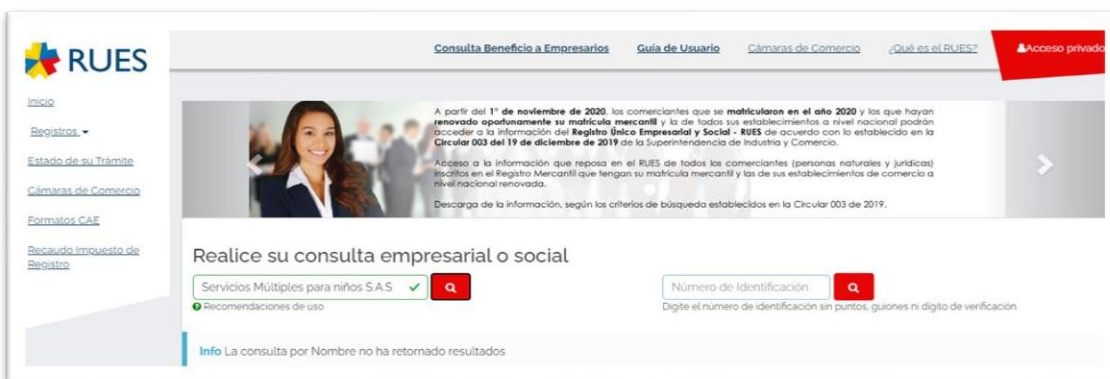 RUES
Consulta Beneficio a Empresarios
Guía de Usuario
Cámaras de Comercio
¿Qué es el RUES?
Acceso privado
Inicio
Registros
Estado de su Trámite
Cámaras de Comercio
Formatos CAE
Recaudo Impuesto de
Registro
A partir del 1° de noviembre de 2020, los comerciantes que se matricularon en el año 2020 y los que hayan
renovado oportunamente su matrícula mercantil y la de todos sus establecimientos a nivel nacional podrán
acceder a la información del Registro Único Empresarial y Social - RUES de acuerdo con lo establecido en la
Circular 003 del 19 de diciembre de 2019 de la Superintendencia de Industria y Comercio.
Acceso a la información que reposa en el RUES de todos los comerciantes (personas naturales y jurídicas)
inscritos en el Registro Mercantil que tengan su matrícula mercantil y las de sus establecimientos de comercio a
nivel nacional renovada.
Descarga de la información, según los criterios de búsqueda establecidos en la Circular 003 de 2019.
Realice su consulta empresarial o social
Servicios Múltiples para niños S.A.S
Número de Identificación
Recomendaciones de uso
Digite el número de identificación sin puntos, guiones ni dígito de verificación.
Info La consulta por Nombre no ha retornado resultados